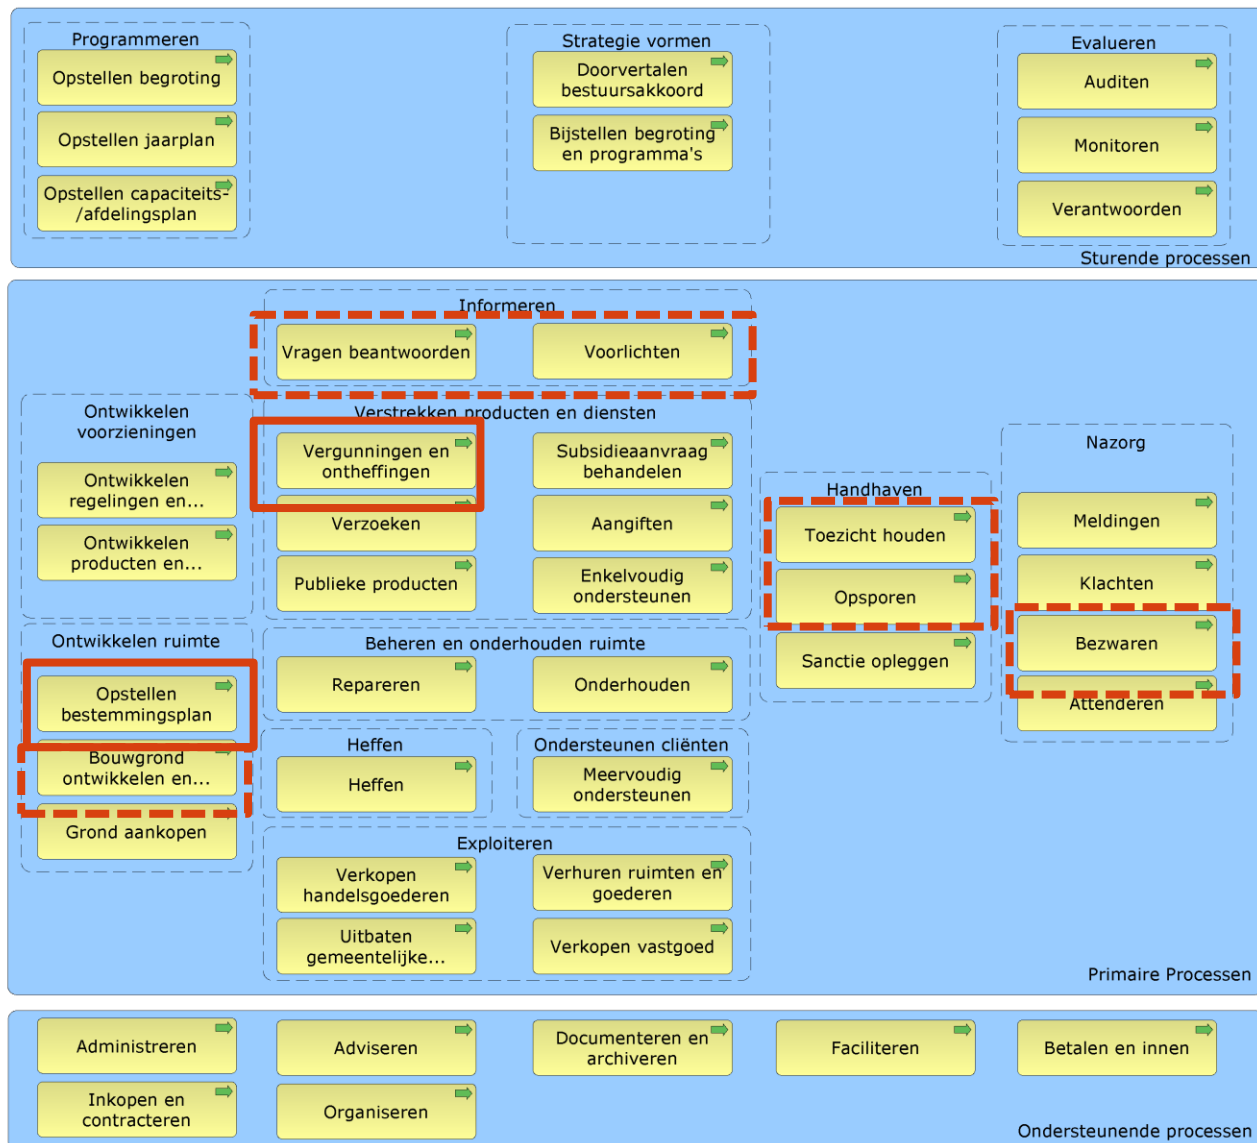 Programmeren
Opstellen begroting
Opstellen jaarplan
Opstellen capaciteits-
/afdelingsplan
Strategie vormen
Doorvertalen
bestuursakkoord
Bijstellen begroting
en programma's
Evalueren
Auditen
Monitoren
Verantwoorden
Sturende processen
Informeren
Vragen beantwoorden
Voorlichten
Ontwikkelen
voorzieningen
Ontwikkelen
regelingen en...
Ontwikkelen
producten en...
Verstrekken producten en diensten
Vergunningen en
ontheffingen
Subsidieaanvraag
behandelen
Verzoeken
Aangiften
Publieke producten
Enkelvoudig
ondersteunen
Handhaven
Toezicht houden
Opsporen
Sanctie opleggen
Nazorg
Meldingen
Klachten
Bezwaren
Attenderen
Ontwikkelen ruimte
Opstellen
bestemmingsplan
Bouwgrond
ontwikkelen en...
Grond aankopen
Beheren en onderhouden ruimte
Repareren
Onderhouden
Heffen
Heffen
Ondersteunen cliënten
Meervoudig
ondersteunen
Exploiteren
Verkopen
handelsgoederen
Verhuren ruimten en
goederen
Uitbaten
gemeentelijke...
Verkopen vastgoed
Primaire Processen
Administreren
Adviseren
Documenteren en
archiveren
Faciliteren
Betalen en innen
Inkopen en
contracteren
Organiseren
Ondersteunende processen